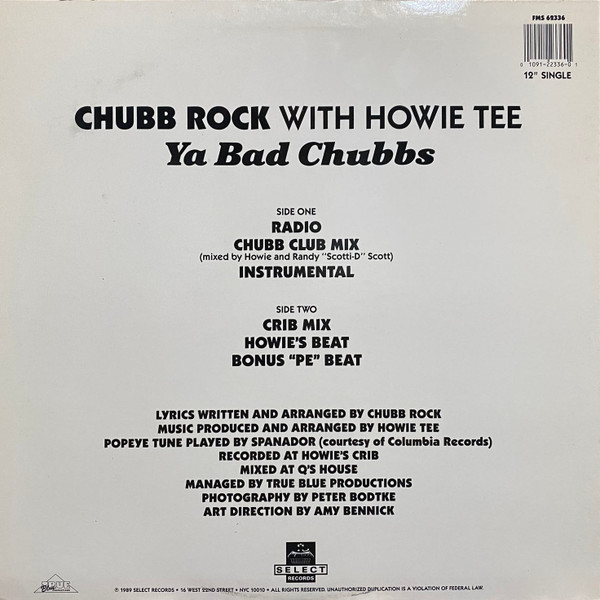 FMS 62336
0 1091-22336-0 1
12" SINGLE
CHUBB ROCK WITH HOWIE TEE
Ya Bad Chubbs
SIDE ONE
RADIO
CHUBB CLUB MIX
(mixed by Howie and Randy "Scotti-D" Scott)
INSTRUMENTAL
SIDE TWO
CRIB MIX
HOWIE'S BEAT
BONUS "PE" BEAT
LYRICS WRITTEN AND ARRANGED BY CHUBB ROCK
MUSIC PRODUCED AND ARRANGED BY HOWIE TEE
POPEYE TUNE PLAYED BY SPANADOR (courtesy of Columbia Records)
RECORDED AT HOWIE'S CRIB
MIXED AT Q'S HOUSE
MANAGED BY TRUE BLUE PRODUCTIONS
PHOTOGRAPHY BY PETER BODTKE
ART DIRECTION BY AMY BENNICK
TRUE
Blue
SELECT
RECORDS
℗ 1989 SELECT RECORDS • 16 WEST 22ND STREET • NYC 10010 • ALL RIGHTS RESERVED. UNAUTHORIZED DUPLICATION IS A VIOLATION OF FEDERAL LAW.